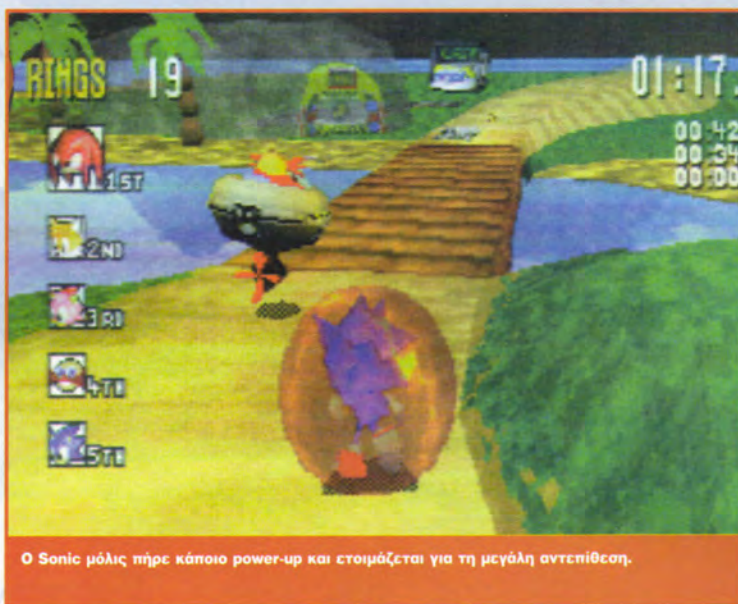 RINGS 19 01:17.
00:42
00:34
00:00
1ST
2ND
3RD
4TH
5TH
Ο Sonic μόλις πήρε κάποιο power-up και ετοιμάζεται για τη μεγάλη αντεπίθεση.